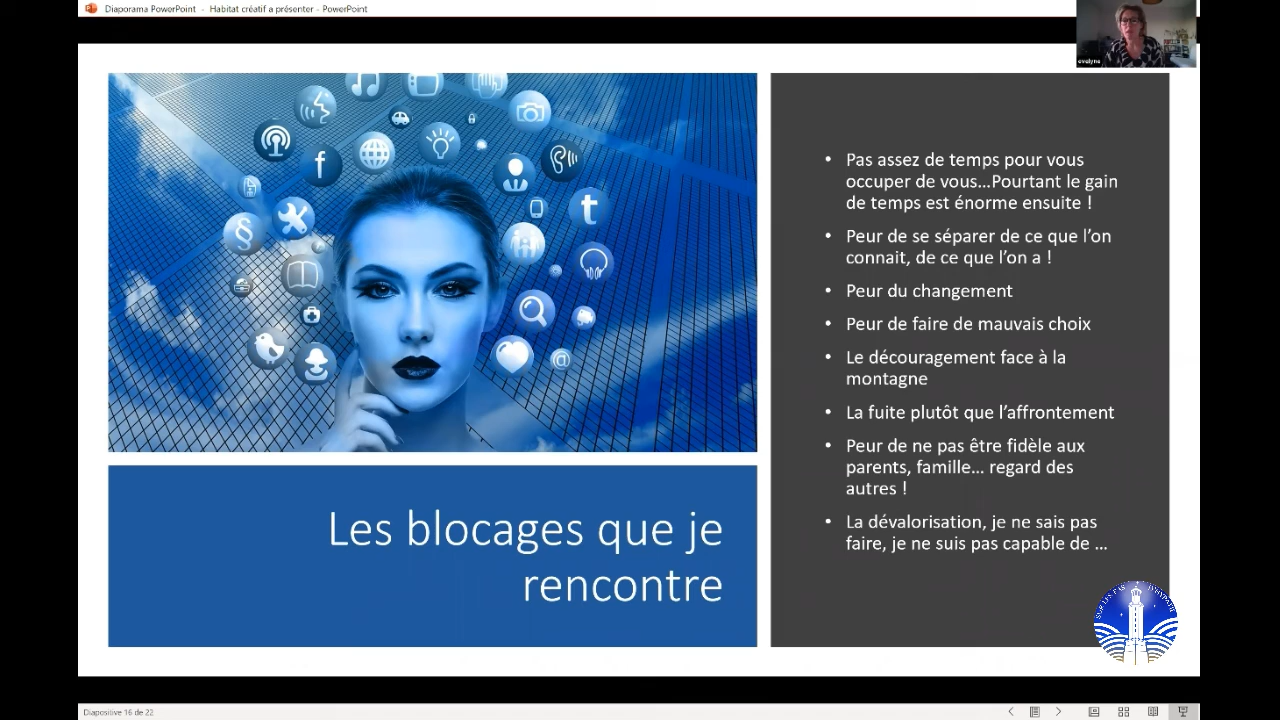 Diaporama PowerPoint - Habitat créatif a présenter - PowerPoint
evelyne
f
t
§
@
Les blocages que je
rencontre
• Pas assez de temps pour vous
occuper de vous...Pourtant le gain
de temps est énorme ensuite !
• Peur de se séparer de ce que l'on
connait, de ce que l'on a !
• Peur du changement
• Peur de faire de mauvais choix
• Le découragement face à la
montagne
• La fuite plutôt que l'affrontement
• Peur de ne pas être fidèle aux
parents, famille... regard des
autres !
• La dévalorisation, je ne sais pas
faire, je ne suis pas capable de ...
SUR LES PAS
Diapositive 16 de 22